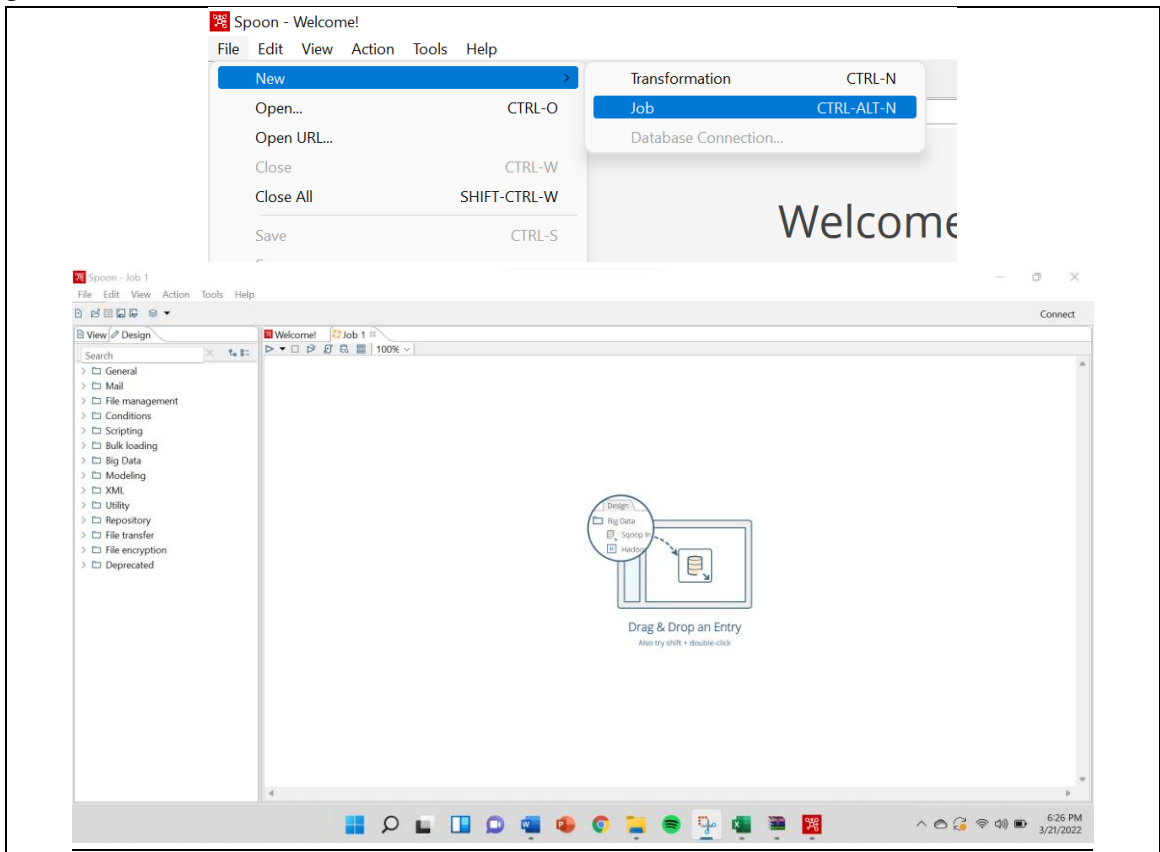 Spoon - Welcome!
File Edit View Action Tools Help
New
Transformation CTRL-N
Open... CTRL-O
Job CTRL-ALT-N
Open URL...
Database Connection...
Close CTRL-W
Close All SHIFT-CTRL-W
Welcome
Save CTRL-S
Spoon - Job 1
File Edit View Action Tools Help
Connect
View Design
Welcome! Job 1
Search
100%
General
Mail
File management
Conditions
Scripting
Bulk loading
Big Data
Modeling
XML
Utility
Repository
File transfer
File encryption
Deprecated
Design
Big Data
Sqoop In
Hadoo
Drag & Drop an Entry
Also try shift + double-click
6:26 PM
3/21/2022